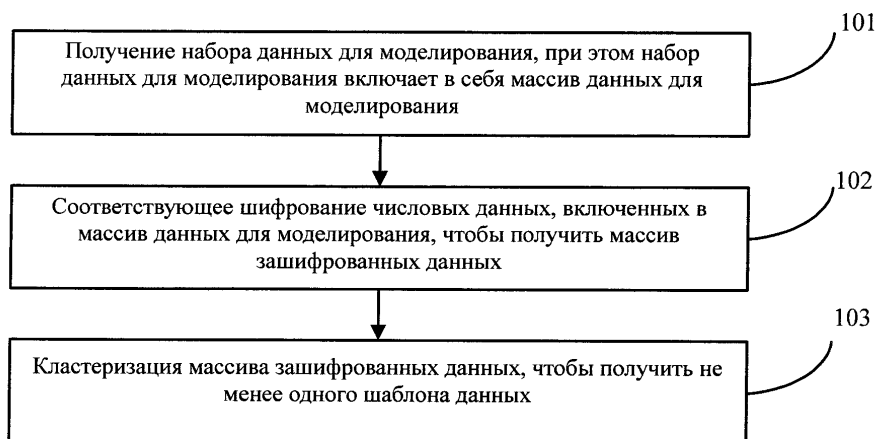 101
Получение набора данных для моделирования, при этом набор
данных для моделирования включает в себя массив данных для
моделирования
102
Соответствующее шифрование числовых данных, включенных в
массив данных для моделирования, чтобы получить массив
зашифрованных данных
103
Кластеризация массива зашифрованных данных, чтобы получить не
менее одного шаблона данных